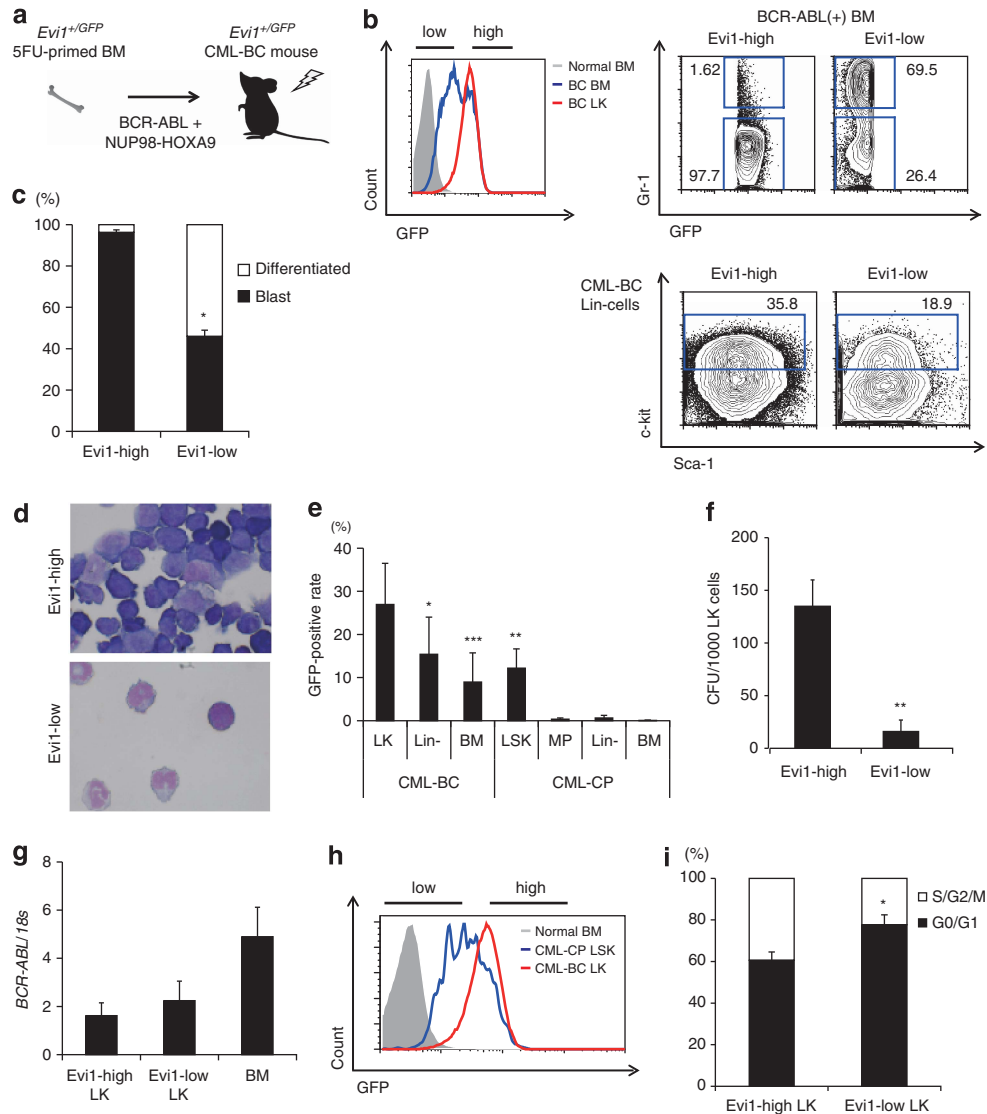 a
Evi1+/GFP
5FU-primed BM
Evi1+/GFP
CML-BC mouse
BCR-ABL +
NUP98-HOXA9
b
low
high
Normal BM
BC BM
BC LK
Count
GFP
BCR-ABL(+) BM
Evi1-high
Evi1-low
1.62
69.5
97.7
26.4
Gr-1
GFP
CML-BC
Lin-cells
Evi1-high
Evi1-low
35.8
18.9
c-kit
Sca-1
c
(%)
100
80
60
40
20
0
*
Differentiated
Blast
Evi1-high
Evi1-low
d
Evi1-high
Evi1-low
e
(%)
GFP-positive rate
40
30
20
10
0
*
***
**
LK
Lin-
BM
LSK
MP
Lin-
BM
CML-BC
CML-CP
f
CFU/1000 LK cells
200
150
100
50
0
**
Evi1-high
Evi1-low
g
BCR-ABL/18s
8
6
4
2
0
Evi1-high
LK
Evi1-low
LK
BM
h
low
high
Normal BM
CML-CP LSK
CML-BC LK
Count
GFP
i
(%)
100
80
60
40
20
0
*
S/G2/M
G0/G1
Evi1-high LK
Evi1-low LK